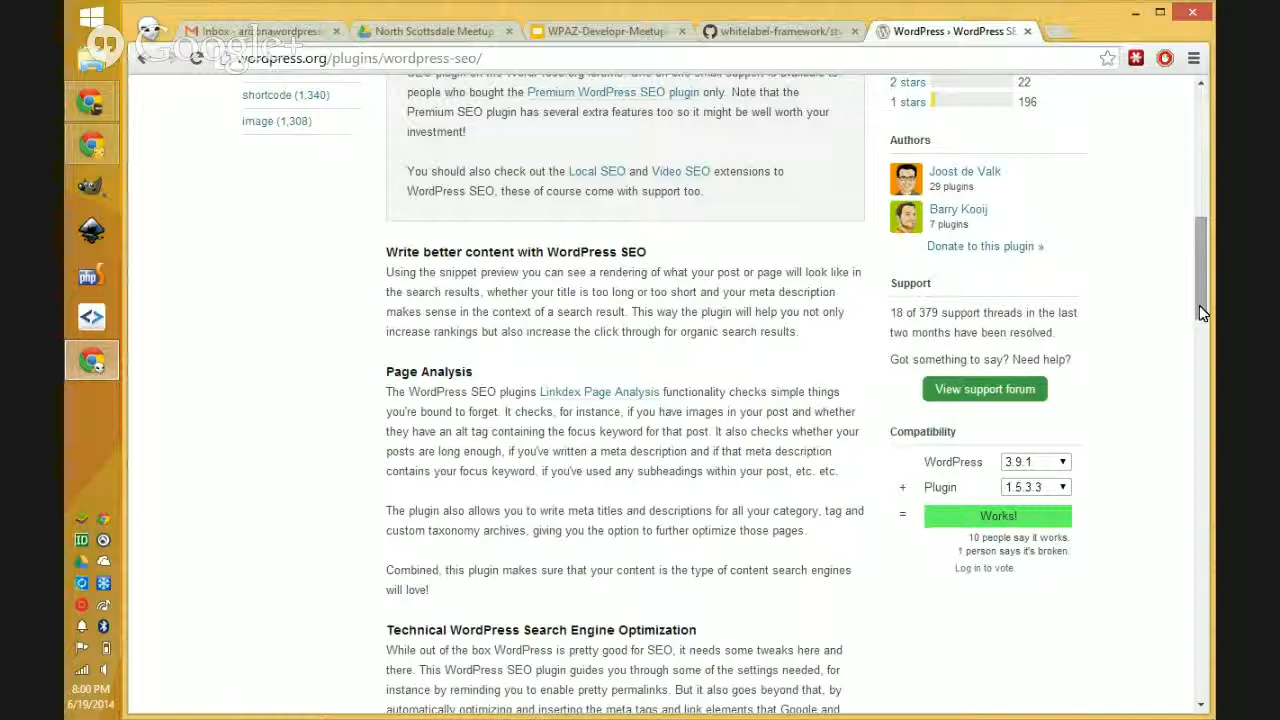 Google+
Inbox - arizonawordpress
North Scottsdale Meetup
WPAZ-Developr-Meetup
whitelabel-framework/st
WordPress › WordPress SE
wordpress.org/plugins/wordpress-seo/
shortcode (1,340)
image (1,308)
people who bought the Premium WordPress SEO plugin only. Note that the
Premium SEO plugin has several extra features too so it might be well worth your
investment!
You should also check out the Local SEO and Video SEO extensions to
WordPress SEO, these of course come with support too.
Write better content with WordPress SEO
Using the snippet preview you can see a rendering of what your post or page will look like in
the search results, whether your title is too long or too short and your meta description
makes sense in the context of a search result. This way the plugin will help you not only
increase rankings but also increase the click through for organic search results.
Page Analysis
The WordPress SEO plugins Linkdex Page Analysis functionality checks simple things
you're bound to forget. It checks, for instance, if you have images in your post and whether
they have an alt tag containing the focus keyword for that post. It also checks whether your
posts are long enough, if you've written a meta description and if that meta description
contains your focus keyword, if you've used any subheadings within your post, etc. etc.
The plugin also allows you to write meta titles and descriptions for all your category, tag and
custom taxonomy archives, giving you the option to further optimize those pages.
Combined, this plugin makes sure that your content is the type of content search engines
will love!
Technical WordPress Search Engine Optimization
While out of the box WordPress is pretty good for SEO, it needs some tweaks here and
there. This WordPress SEO plugin guides you through some of the settings needed, for
instance by reminding you to enable pretty permalinks. But it also goes beyond that, by
automatically optimizing and inserting the meta tags and link elements that Google and
2 stars 22
1 stars 196
Authors
Joost de Valk
29 plugins
Barry Kooij
7 plugins
Donate to this plugin »
Support
18 of 379 support threads in the last
two months have been resolved.
Got something to say? Need help?
View support forum
Compatibility
WordPress 3.9.1
+ Plugin 1.5.3.3
= Works!
10 people say it works.
1 person says it's broken.
Log in to vote
php
ID
8:00 PM
6/19/2014